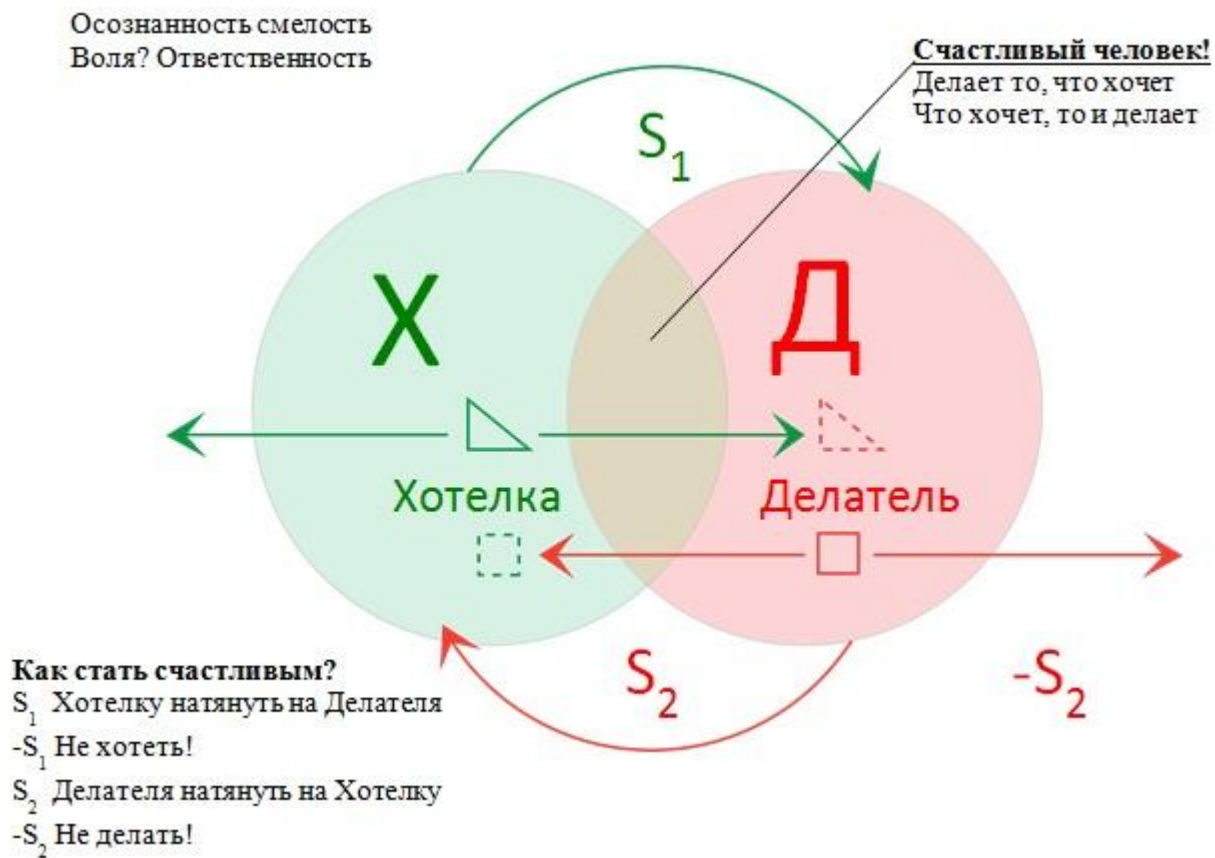 Осознанность смелость
Воля? Ответственность
Счастливый человек!
Делает то, что хочет
Что хочет, то и делает
S1
Х
Д
Хотелка
Делатель
S2
-S2
Как стать счастливым?
S1 Хотелку натянуть на Делателя
-S1 Не хотеть!
S2 Делателя натянуть на Хотелку
-S2 Не делать!